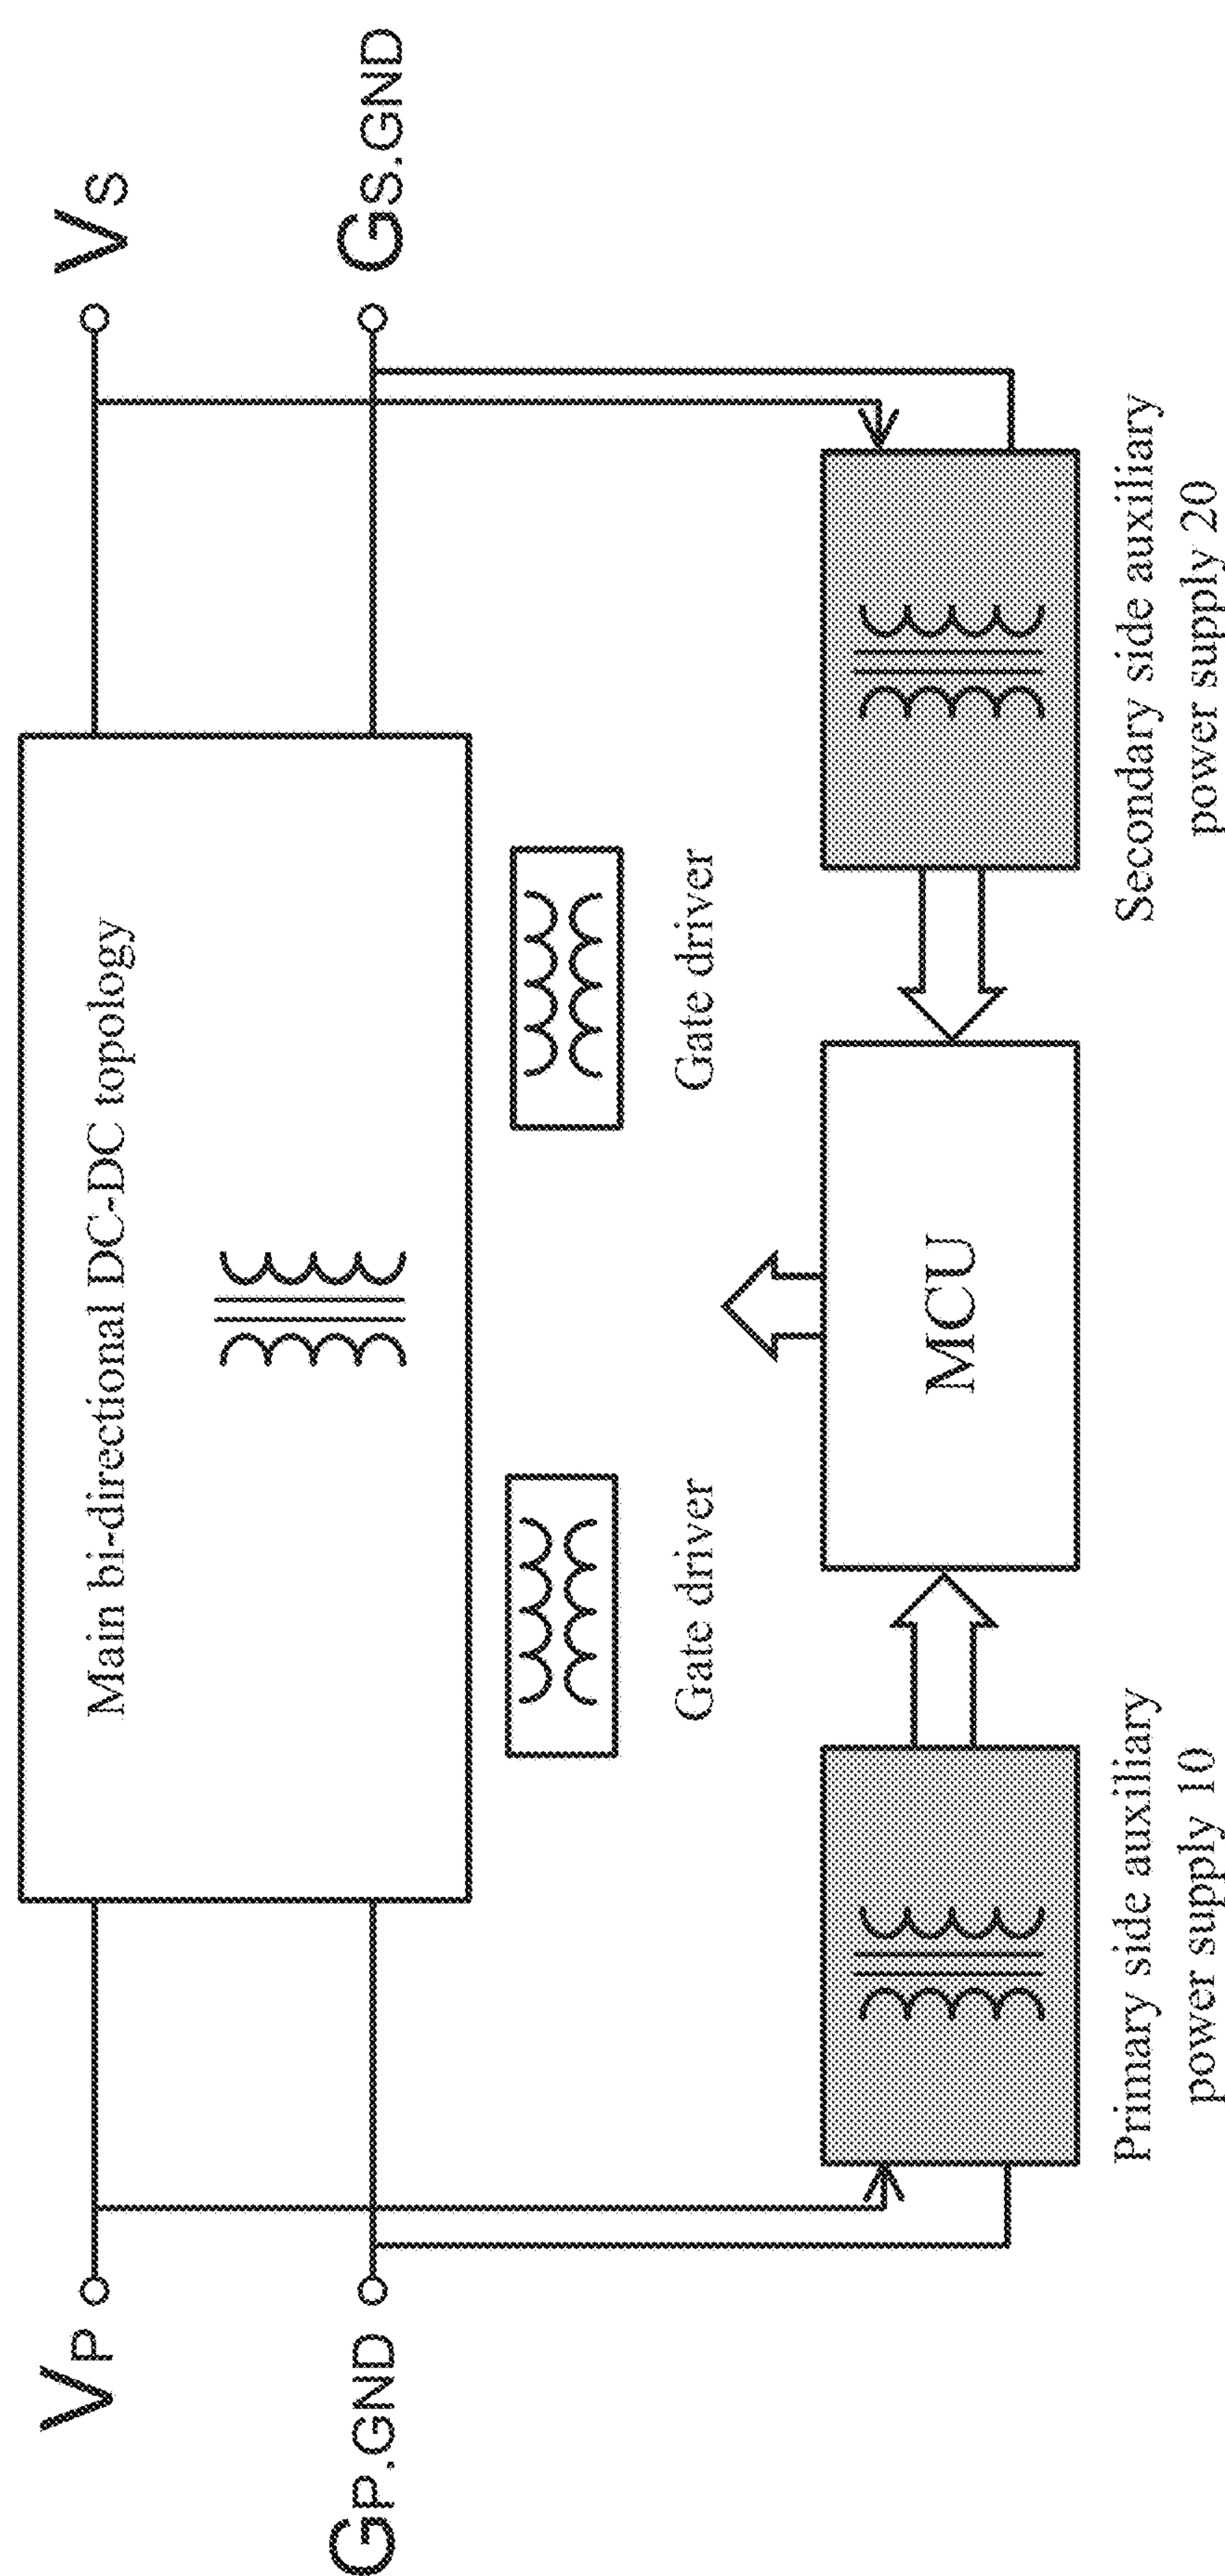 Main bi-directional DC-DC topology
VP
VS
GP.GND
GS.GND
Gate driver
Gate driver
MCU
Primary side auxiliary
power supply 10
Secondary side auxiliary
power supply 20